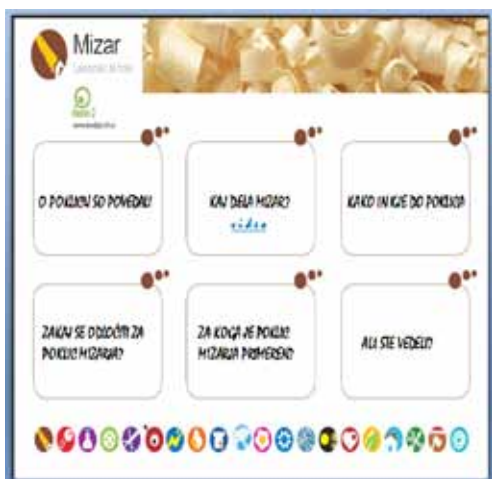 Mizar
O POKLICU SO POVEDALI
KAJ DELA MIZAR?
video
KAKO IN KJE DO POKLICA
ZAKAJ SE ODLOČITI ZA
POKLIC MIZARJA?
ZA KOGA JE POKLIC
MIZARJA PRIMEREN?
ALI STE VEDELI?